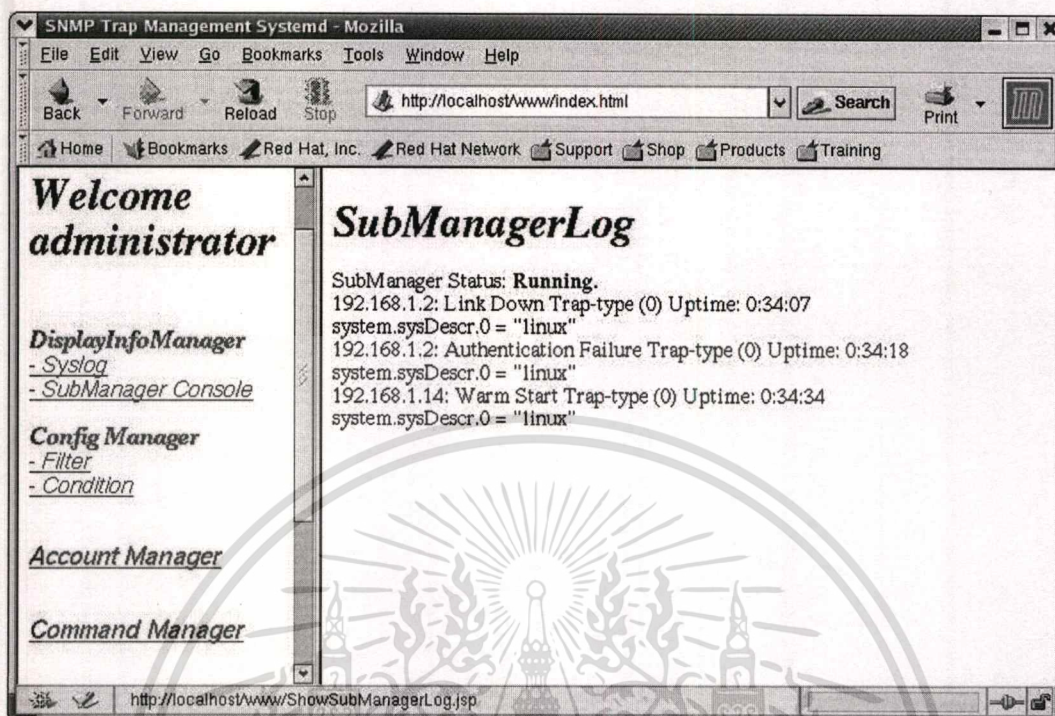 SNMP Trap Management Systemd - Mozilla
File Edit View Go Bookmarks Tools Window Help
Back Forward Reload Stop http://localhost/www/index.html Search Print
Home Bookmarks Red Hat, Inc. Red Hat Network Support Shop Products Training
Welcome
administrator
DisplayInfoManager
- Syslog
- SubManager Console
Config Manager
- Filter
- Condition
Account Manager
Command Manager
SubManagerLog
SubManager Status: Running.
192.168.1.2: Link Down Trap-type (0) Uptime: 0:34:07
system.sysDescr.0 = "linux"
192.168.1.2: Authentication Failure Trap-type (0) Uptime: 0:34:18
system.sysDescr.0 = "linux"
192.168.1.14: Warm Start Trap-type (0) Uptime: 0:34:34
system.sysDescr.0 = "linux"
http://localhost/www/ShowSubManagerLog.jsp